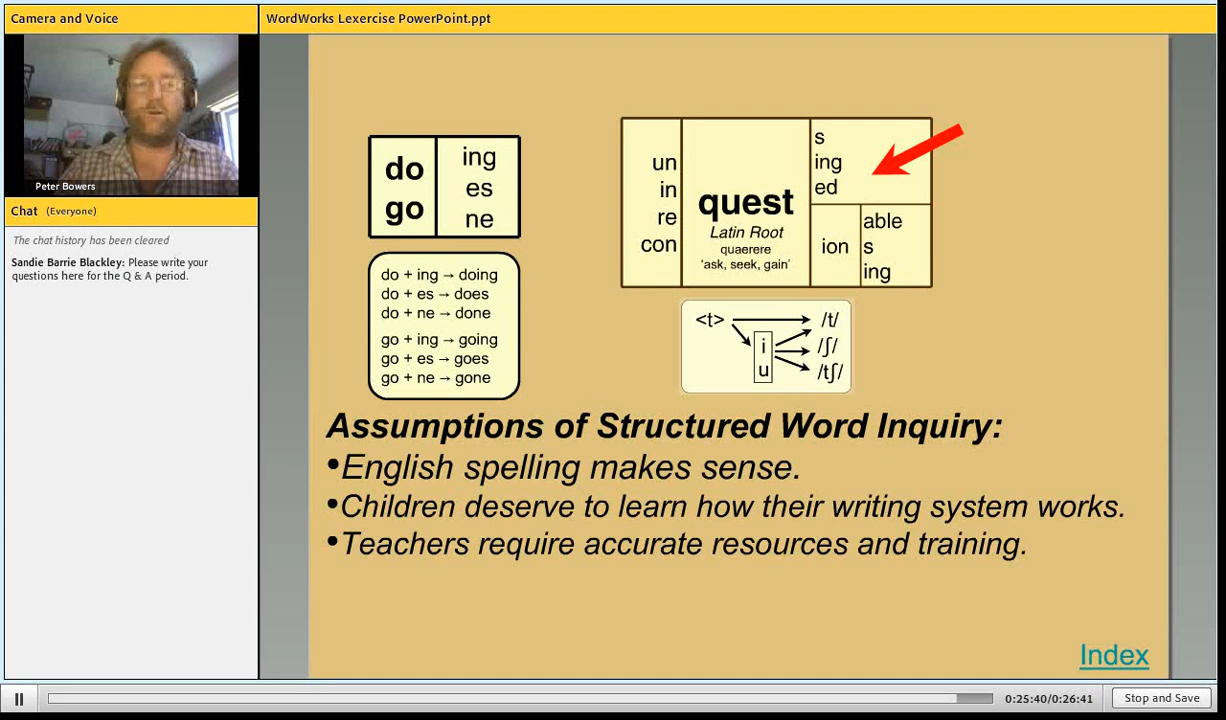 Camera and Voice
WordWorks Lexercise PowerPoint.ppt
Peter Bowers
Chat (Everyone)
The chat history has been cleared
Sandie Barrie Blackley: Please write your
questions here for the Q & A period.
do
go
ing
es
ne
do + ing → doing
do + es → does
do + ne → done
go + ing → going
go + es → goes
go + ne → gone
un
in
re
con
quest
Latin Root
quaerere
'ask, seek, gain'
s
ing
ed
ion
able
s
ing
<t>
i
u
/t/
/ʃ/
/tʃ/
Assumptions of Structured Word Inquiry:
•English spelling makes sense.
•Children deserve to learn how their writing system works.
•Teachers require accurate resources and training.
Index
0:25:40/0:26:41
Stop and Save